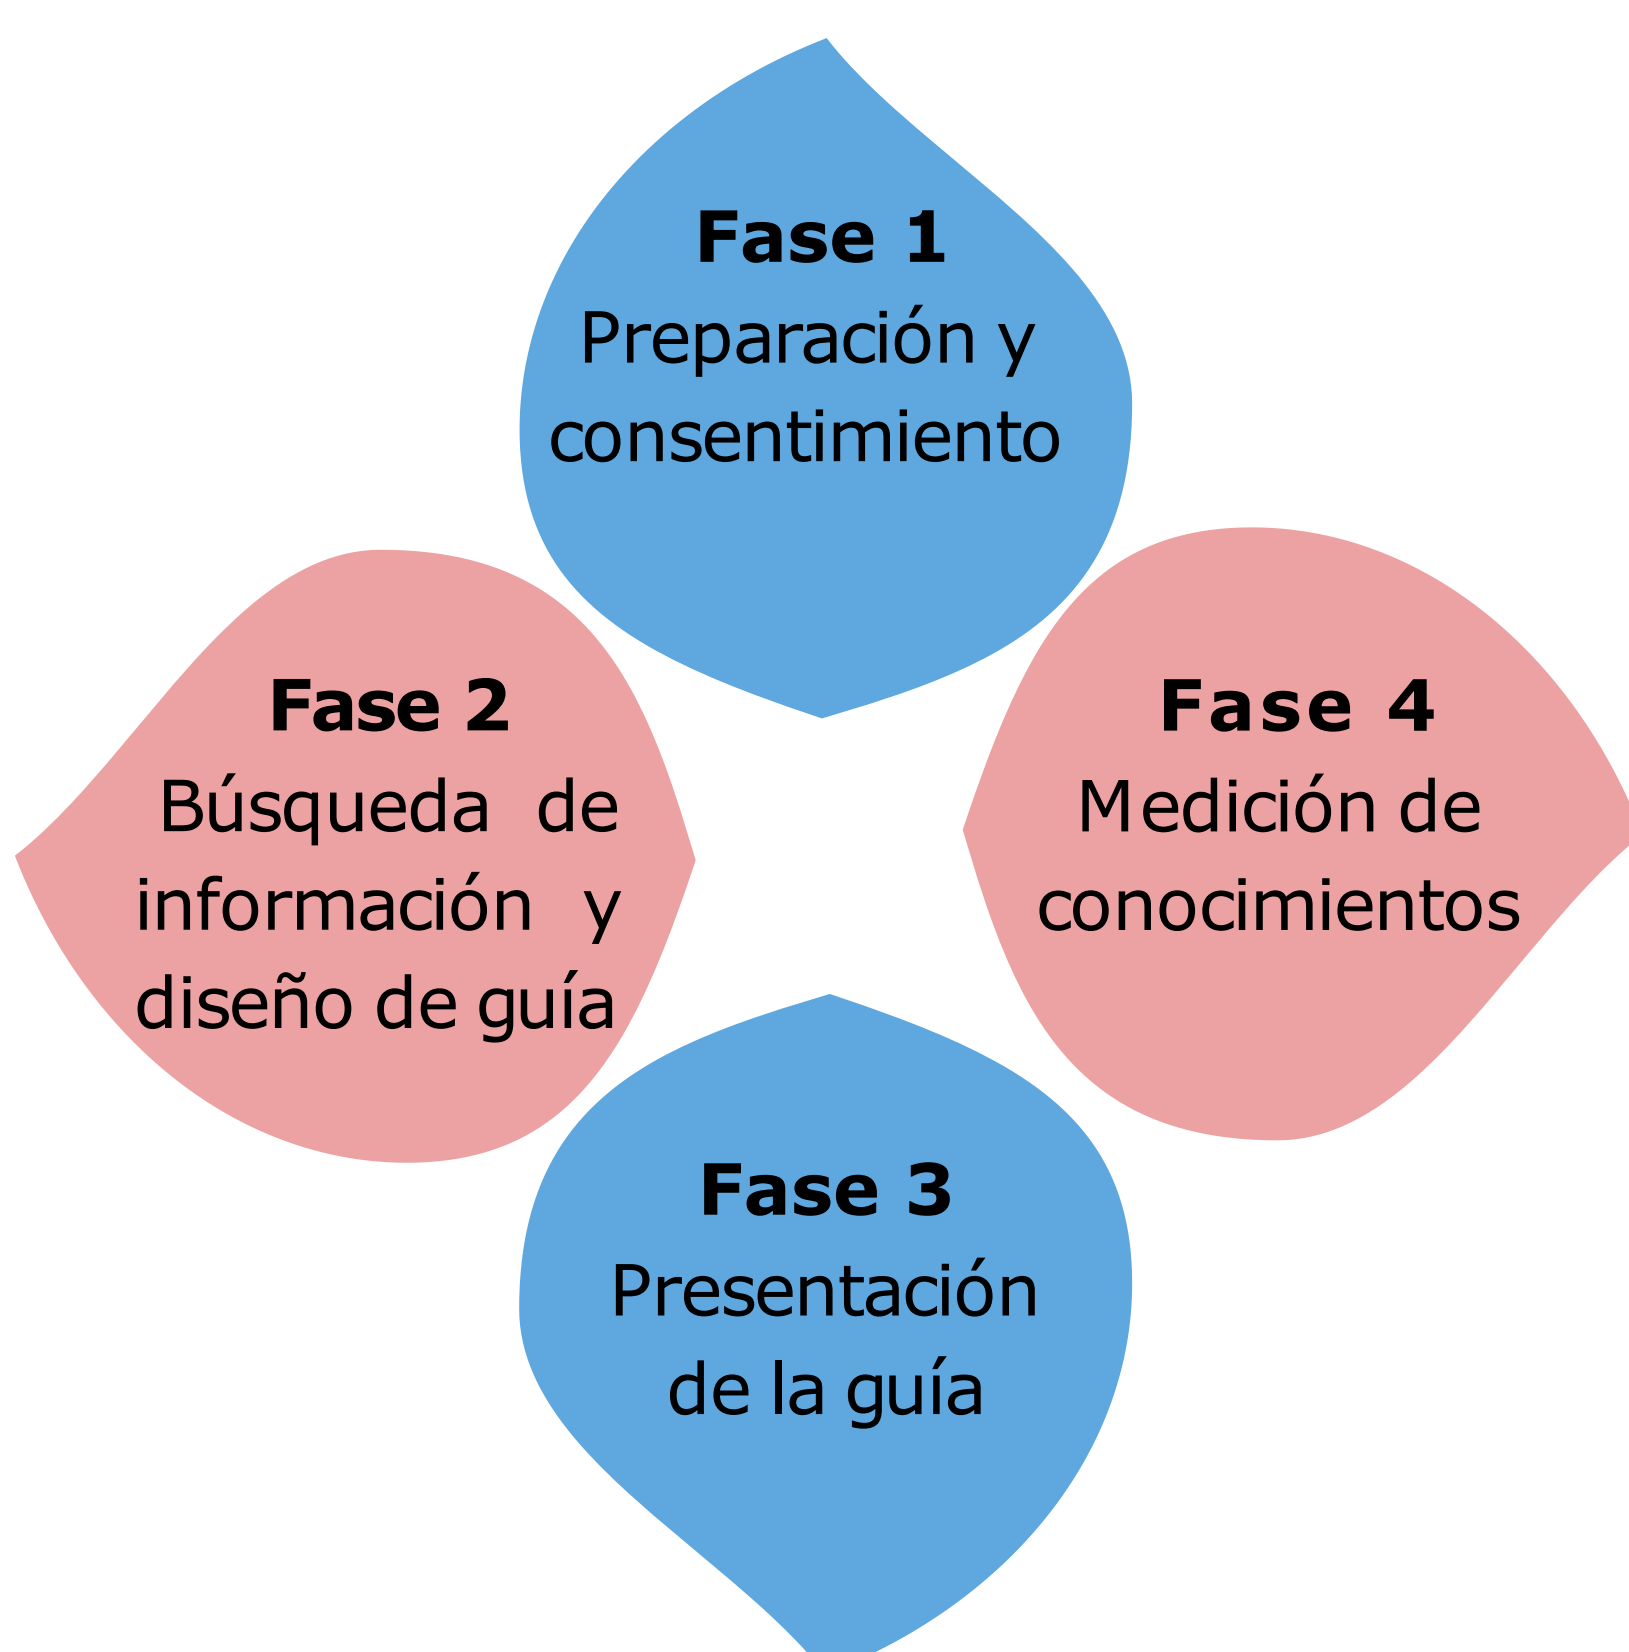 Fase 1
Preparación y
consentimiento
Fase 2
Búsqueda de
información y
diseño de guía
Fase 3
Presentación
de la guía
Fase 4
Medición de
conocimientos